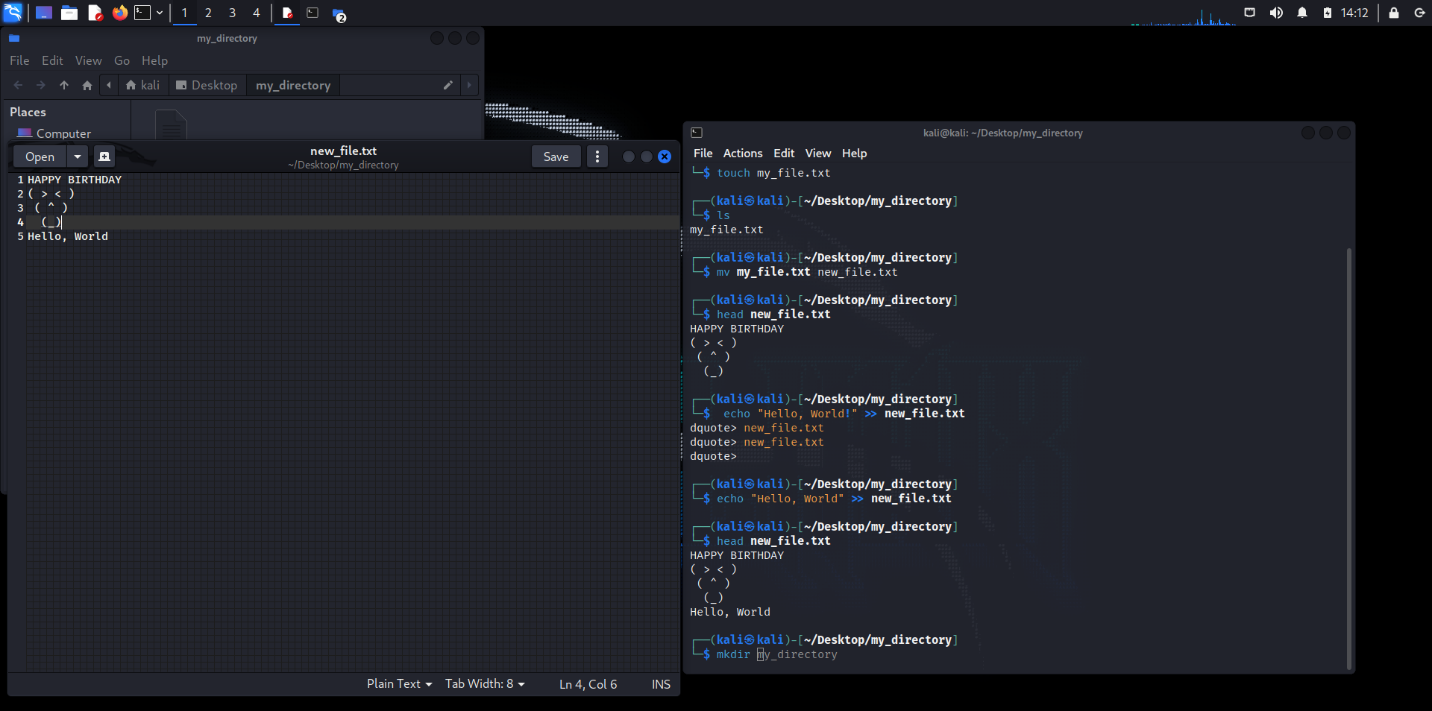 1 2 3 4 2 14:12
my_directory
File Edit View Go Help
kali Desktop my_directory
Places
Computer
Open new_file.txt Save
~/Desktop/my_directory
1 HAPPY BIRTHDAY
2 ( > < )
3  ( ^ )
4   (_)
5 Hello, World
Plain Text Tab Width: 8 Ln 4, Col 6 INS
kali@kali: ~/Desktop/my_directory
File Actions Edit View Help
└─$ touch my_file.txt
┌──(kali㉿kali)-[~/Desktop/my_directory]
└─$ ls
my_file.txt
┌──(kali㉿kali)-[~/Desktop/my_directory]
└─$ mv my_file.txt new_file.txt
┌──(kali㉿kali)-[~/Desktop/my_directory]
└─$ head new_file.txt
HAPPY BIRTHDAY
( > < )
 ( ^ )
  (_)
┌──(kali㉿kali)-[~/Desktop/my_directory]
└─$  echo "Hello, World!" >> new_file.txt
dquote> new_file.txt
dquote> new_file.txt
dquote>
┌──(kali㉿kali)-[~/Desktop/my_directory]
└─$ echo "Hello, World" >> new_file.txt
┌──(kali㉿kali)-[~/Desktop/my_directory]
└─$ head new_file.txt
HAPPY BIRTHDAY
( > < )
 ( ^ )
  (_)
Hello, World
┌──(kali㉿kali)-[~/Desktop/my_directory]
└─$ mkdir my_directory